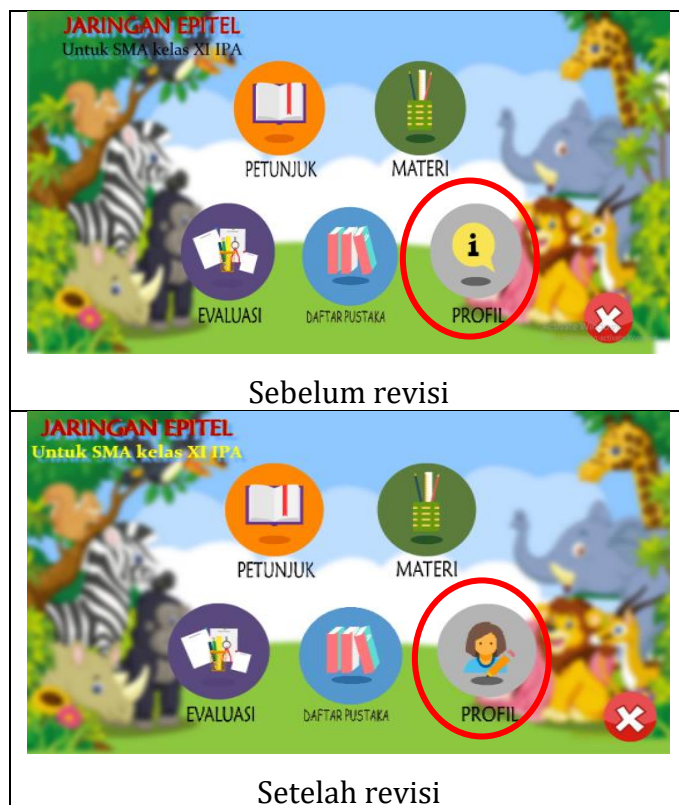 JARINGAN EPITEL
Untuk SMA kelas XI IPA
PETUNJUK
MATERI
EVALUASI
DAFTAR PUSTAKA
i
PROFIL
Sebelum revisi
JARINGAN EPITEL
Untuk SMA kelas XI IPA
PETUNJUK
MATERI
EVALUASI
DAFTAR PUSTAKA
PROFIL
Setelah revisi